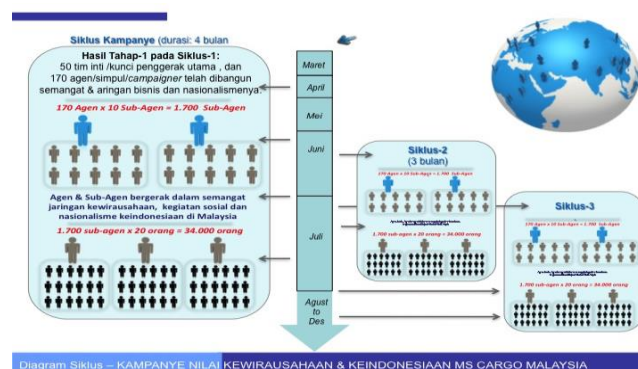 Siklus Kampanye (durasi: 4 bulan
Hasil Tahap-1 pada Siklus-1:
50 tim inti /kunci penggerak utama , dan
170 agen/simpul/campaigner telah dibangun
semangat & aringan bisnis dan nasionalismenya.
170 Agen x 10 Sub-Agen = 1.700 Sub-Agen
Agen & Sub-Agen bergerak dalam semangat
jaringan kewirausahaan, kegiatan sosial dan
nasionalisme keindonesiaan di Malaysia
1.700 sub-agen x 20 orang = 34.000 orang
Maret
April
Mei
Juni
Juli
Agust
to
Des
Siklus-2
(3 bulan)
170 Agen x 10 Sub-Agen = 1.700 Sub-Agen
1.700 sub agen x 20 orang = 34.000 orang
Siklus-3
170 Agen x 10 Sub-Agen = 1.700 Sub-Agen
1.700 sub-agen x 20 orang = 34.000 orang
Diagram Siklus – KAMPANYE NILAI KEWIRAUSAHAAN & KEINDONESIAAN MS CARGO MALAYSIA